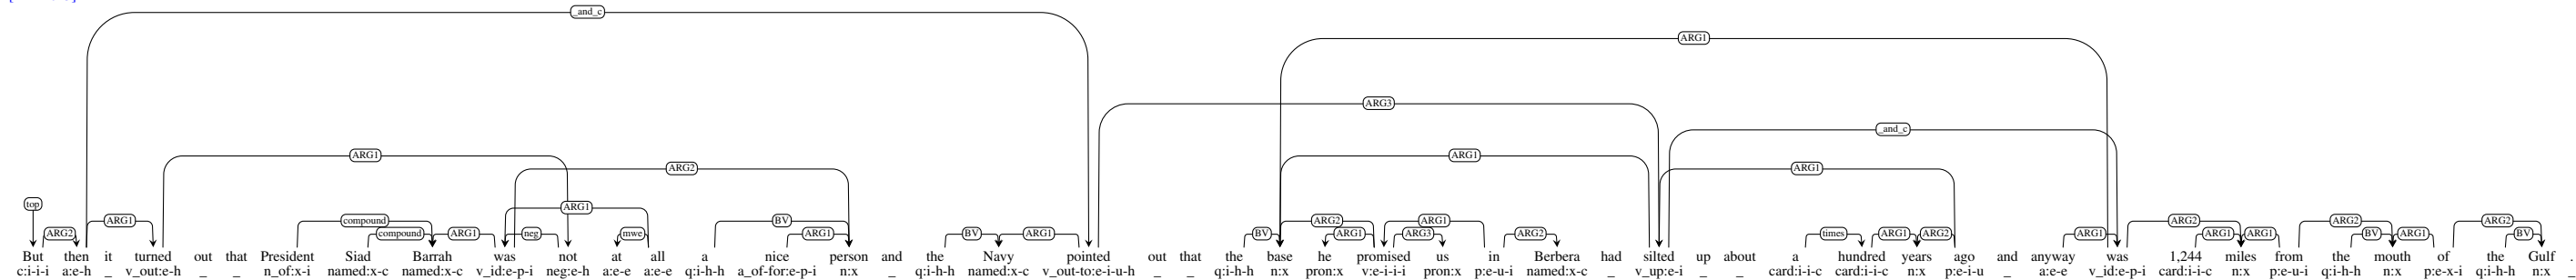 _and_c
ARG1
ARG3
_and_c
ARG1 ARG1
ARG2 ARG1
top ARG1
ARG1 compound BV ARG2 ARG1 ARG2 ARG2 ARG2
ARG2 compound ARG1 neg mwe ARG1 BV ARG1 BV ARG1 ARG3 ARG2 times ARG1 ARG2 ARG1 ARG1 ARG1 BV ARG1 BV
But then it turned out that President Siad Barrah was not at all a nice person and the Navy pointed out that the base he promised us in Berbera had silted up about a hundred years ago and anyway was 1,244 miles from the mouth of the Gulf
c:i-i-i a:e-h _ v_out:e-h _ _ n_of:x-i named:x-c named:x-c v_id:e-p-i neg:e-h a:e-e a:e-e q:i-h-h a_of-for:e-p-i n:x _ q:i-h-h named:x-c v_out-to:e-i-u-h _ _ q:i-h-h n:x pron:x v:e-i-i-i pron:x p:e-u-i named:x-c _ v_up:e-i _ _ card:i-i-c card:i-i-c n:x p:e-i-u _ a:e-e v_id:e-p-i card:i-i-c n:x p:e-u-i q:i-h-h n:x p:e-x-i q:i-h-h n:x